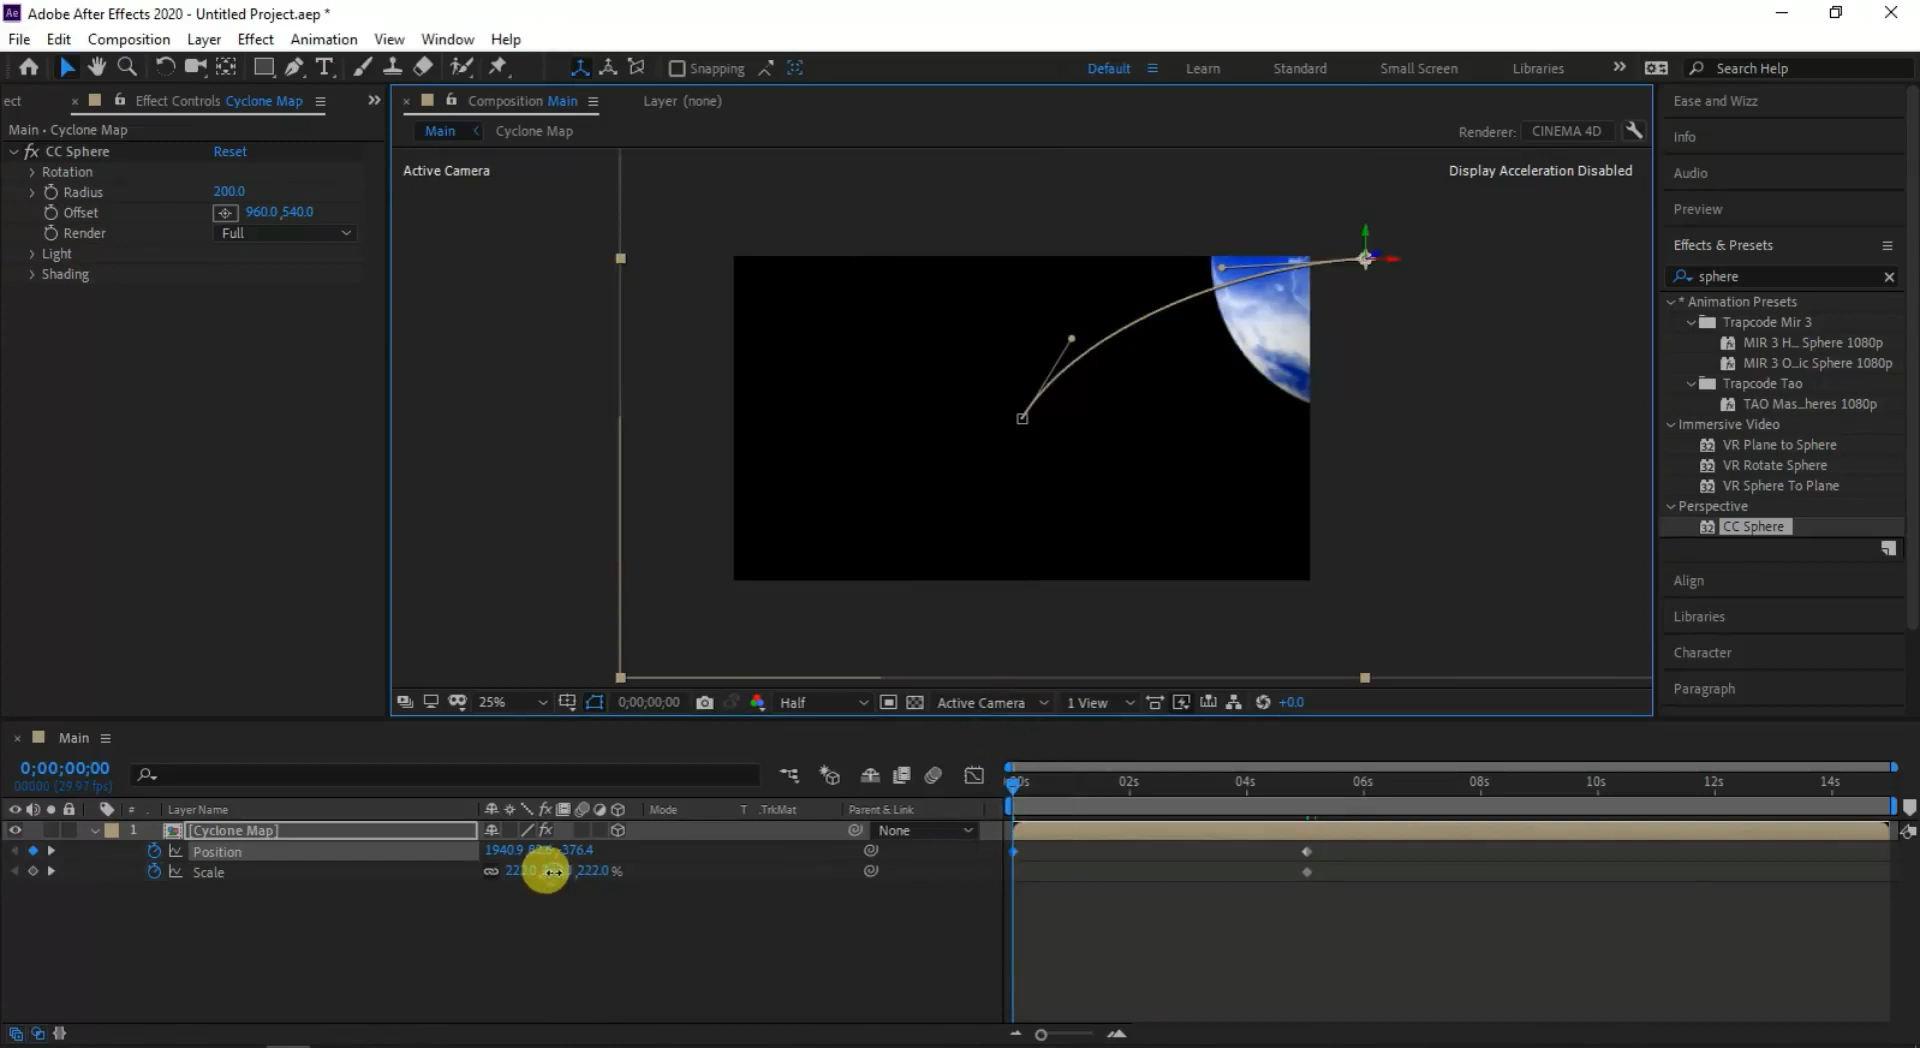 Adobe After Effects 2020 - Untitled Project.aep *
File Edit Composition Layer Effect Animation View Window Help
Snapping Default Learn Standard Small Screen Libraries Search Help
ect Effect Controls Cyclone Map
Composition Main Layer (none)
Main • Cyclone Map
Main Cyclone Map
Renderer: CINEMA 4D
fx CC Sphere Reset
Rotation
Radius 200.0
Offset 960.0 ,540.0
Render Full
Light
Shading
Active Camera Display Acceleration Disabled
25% 0;00;00;00 Half Active Camera 1 View +0.0
Ease and Wizz
Info
Audio
Preview
Effects & Presets
sphere
* Animation Presets
Trapcode Mir 3
MIR 3 H... Sphere 1080p
MIR 3 O...ic Sphere 1080p
Trapcode Tao
TAO Mas...heres 1080p
Immersive Video
VR Plane to Sphere
VR Rotate Sphere
VR Sphere To Plane
Perspective
CC Sphere
Align
Libraries
Character
Paragraph
Main
0;00;00;00
00000 (29.97 fps)
02s 04s 06s 08s 10s 12s 14s
# Layer Name Mode T .TrkMat Parent & Link
1 [Cyclone Map] fx None
Position 1940.9 -376.4
Scale ,222.0 %